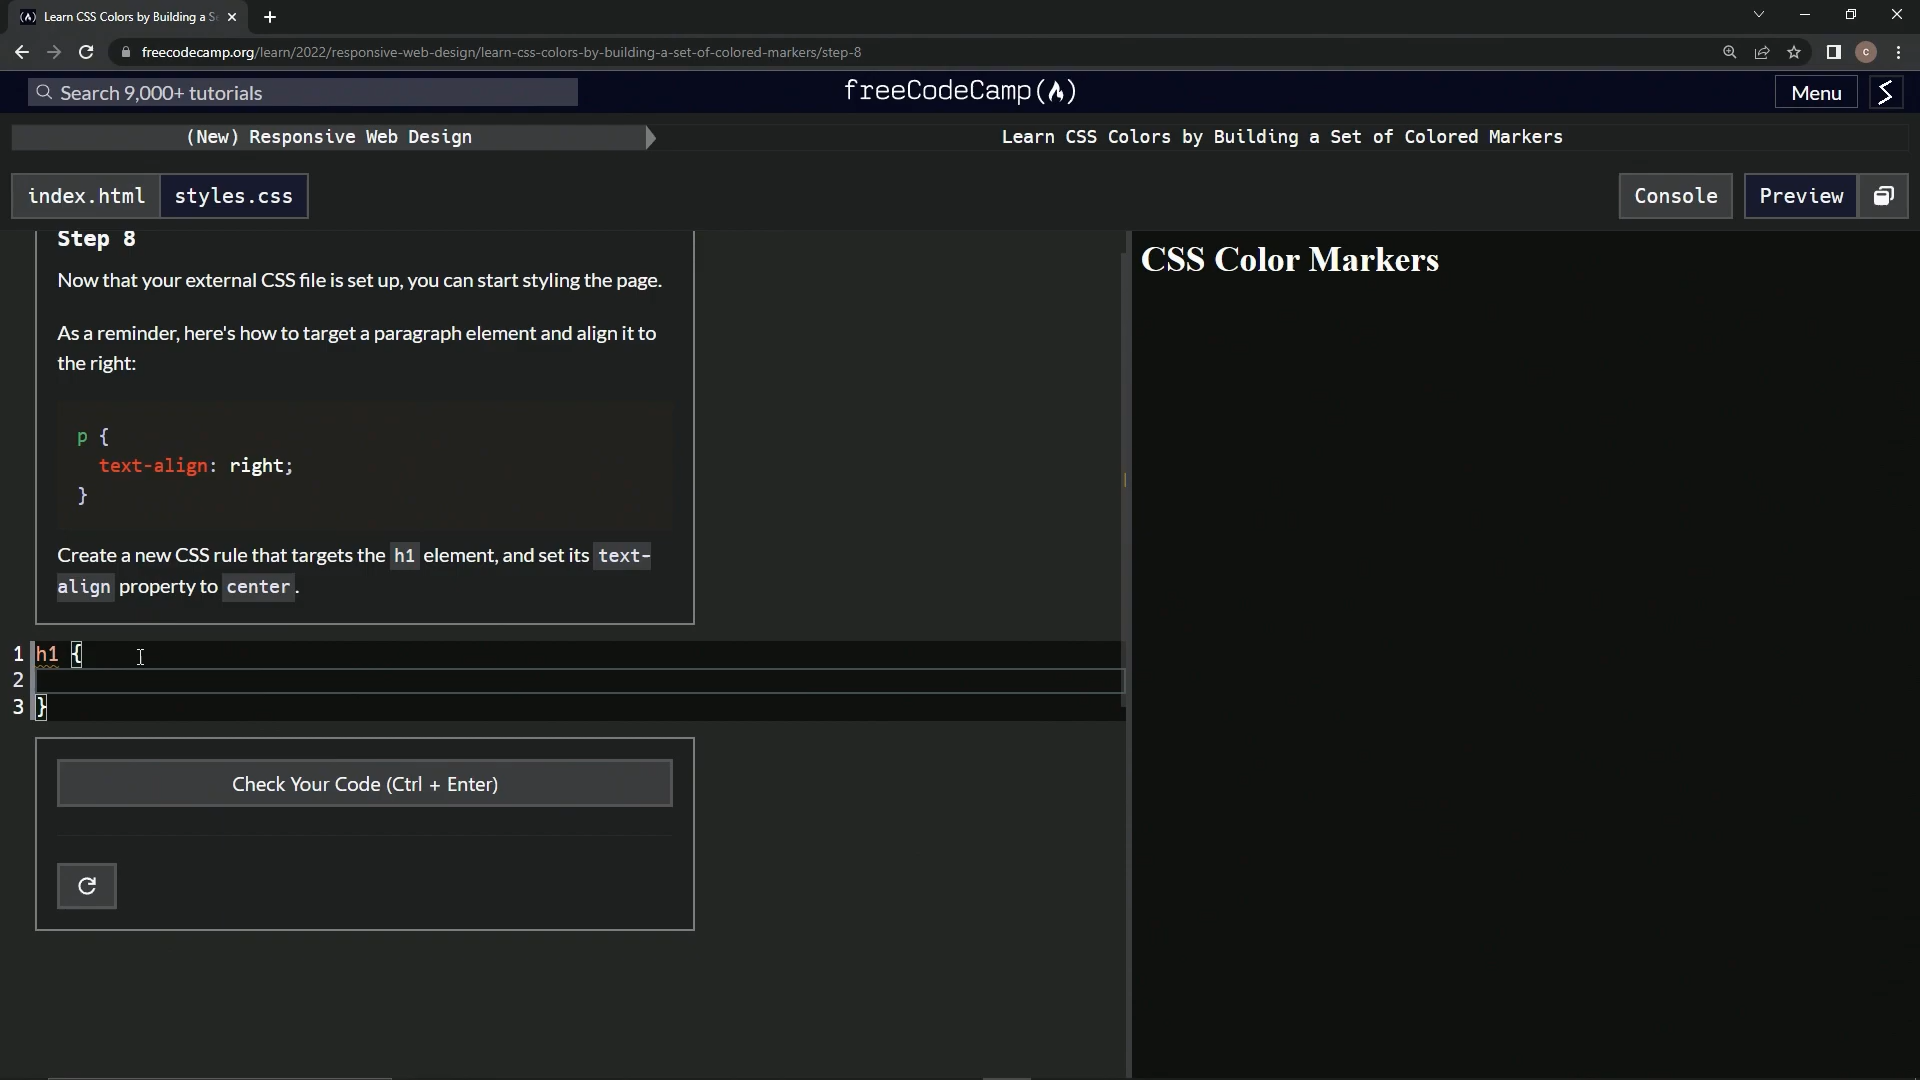 Learn CSS Colors by Building a S
freecodecamp.org/learn/2022/responsive-web-design/learn-css-colors-by-building-a-set-of-colored-markers/step-8
c
Search 9,000+ tutorials
freeCodeCamp(🔥)
Menu
(New) Responsive Web Design
Learn CSS Colors by Building a Set of Colored Markers
index.html
styles.css
Console
Preview
Step 8
Now that your external CSS file is set up, you can start styling the page.
As a reminder, here's how to target a paragraph element and align it to
the right:
p {
text-align: right;
}
Create a new CSS rule that targets the h1 element, and set its text-
align property to center.
1 h1 {
2
3 }
Check Your Code (Ctrl + Enter)
CSS Color Markers